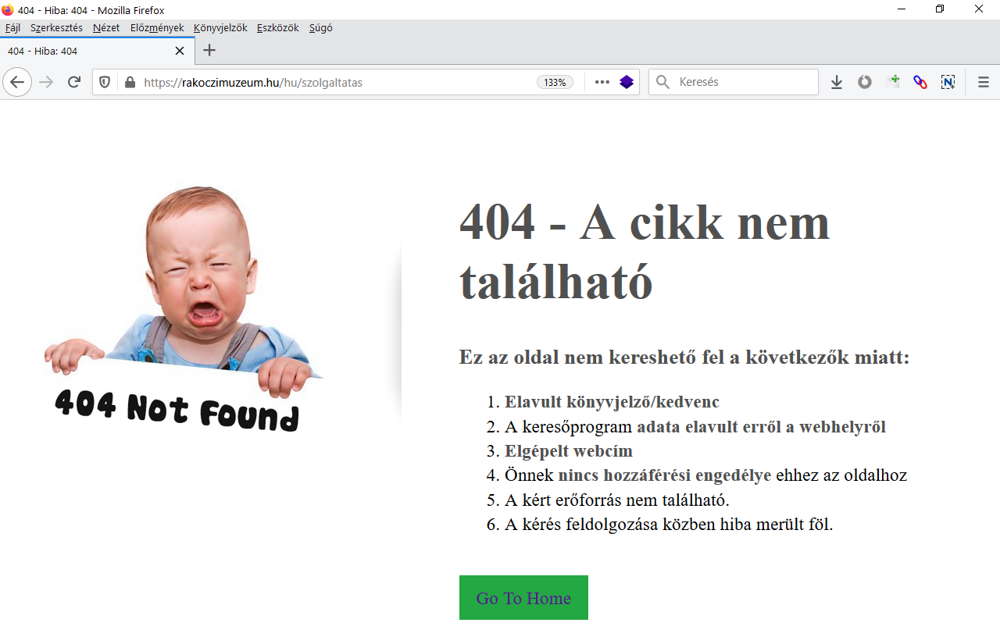 404 - Hiba: 404 - Mozilla Firefox
Fájl Szerkesztés Nézet Előzmények Könyvjelzők Eszközök Súgó
404 - Hiba: 404
https://rakoczimuzeum.hu/hu/szolgaltatas 133% Keresés
404 - A cikk nem
található
Ez az oldal nem kereshető fel a következők miatt:
1. Elavult könyvjelző/kedvenc
2. A keresőprogram adata elavult erről a webhelyről
3. Elgépelt webcím
4. Önnek nincs hozzáférési engedélye ehhez az oldalhoz
5. A kért erőforrás nem található.
6. A kérés feldolgozása közben hiba merült föl.
Go To Home
404 Not Found